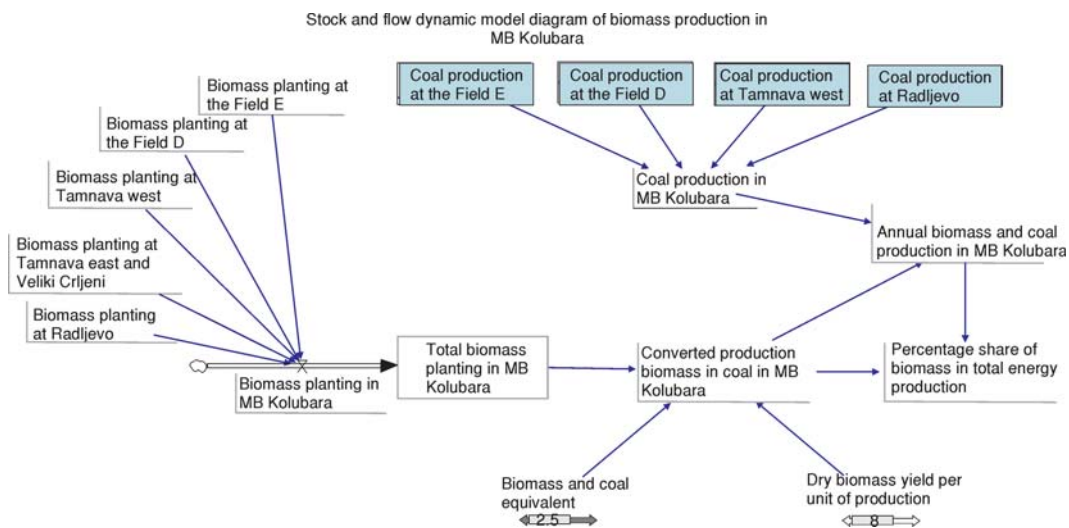 Stock and flow dynamic model diagram of biomass production in
MB Kolubara
Biomass planting at
the Field E
Biomass planting at
the Field D
Biomass planting at
Tamnava west
Biomass planting at
Tamnava east and
Veliki Crljeni
Biomass planting
at Radljevo
Biomass planting in
MB Kolubara
Total biomass
planting in MB
Kolubara
Coal production
at the Field E
Coal production
at the Field D
Coal production
at Tamnava west
Coal production
at Radljevo
Coal production in
MB Kolubara
Annual biomass and coal
production in MB Kolubara
Converted production
biomass in coal in MB
Kolubara
Percentage share of
biomass in total energy
production
Biomass and coal
equivalent
2.5
Dry biomass yield per
unit of production
8